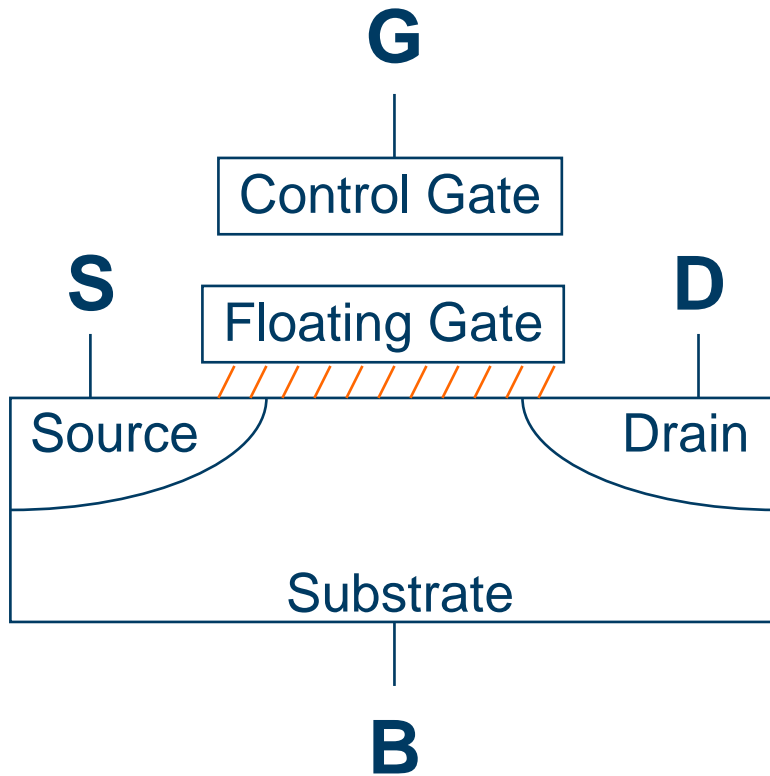 G
Control Gate
S
D
Floating Gate
Source
Drain
Substrate
B